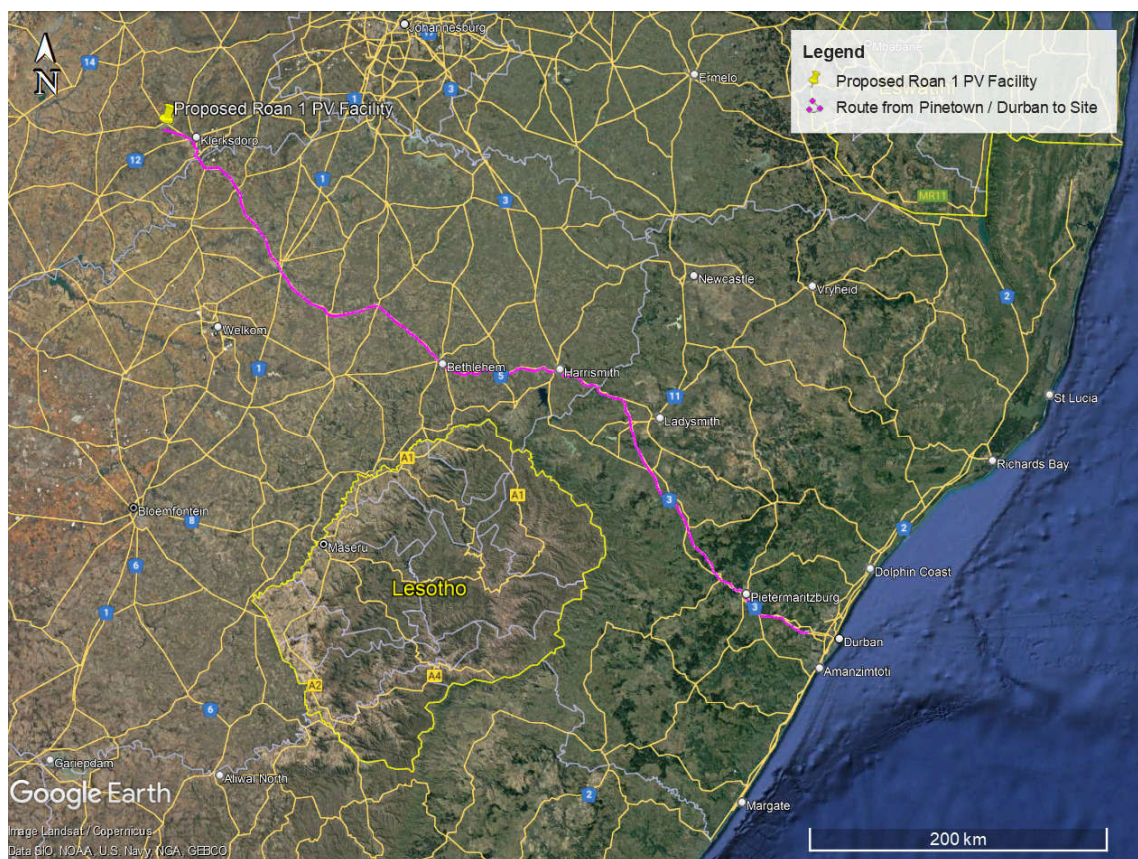 Johannesburg
Mbabane
Eswatini
Legend
Proposed Roan 1 PV Facility
Route from Pinetown / Durban to Site
N
14
1
3
Ermelo
Proposed Roan 1 PV Facility
Klerksdorp
12
1
3
MR11
Newcastle
Vryheid
2
Welkom
1
Bethlehem
5
Harrismith
11
St Lucia
Ladysmith
A1
Richards Bay
A1
3
Bloemfontein
8
2
Maseru
6
Dolphin Coast
Lesotho
Pietermaritzburg
1
3
Durban
Amanzimtoti
A4
A2
6
Gariepdam
Aliwal North
Google Earth
2
Margate
Image Landsat / Copernicus
Data SIO, NOAA, U.S. Navy, NGA, GEBCO
200 km